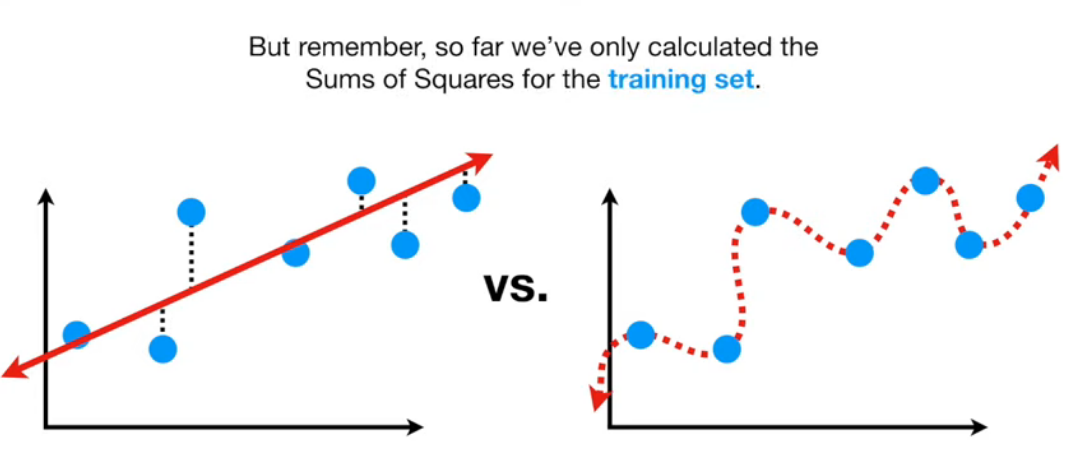 But remember, so far we’ve only calculated the
Sums of Squares for the training set.
vs.